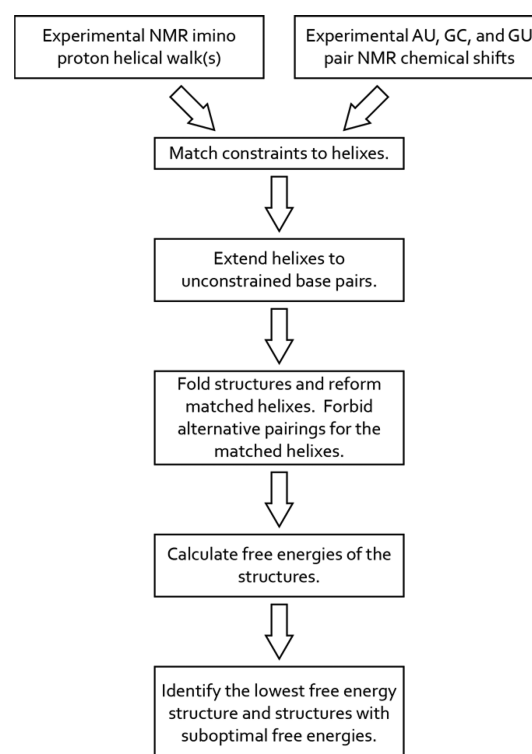 Experimental NMR imino
proton helical walk(s)
Experimental AU, GC, and GU
pair NMR chemical shifts
Match constraints to helixes.
Extend helixes to
unconstrained base pairs.
Fold structures and reform
matched helixes. Forbid
alternative pairings for the
matched helixes.
Calculate free energies of the
structures.
Identify the lowest free energy
structure and structures with
suboptimal free energies.